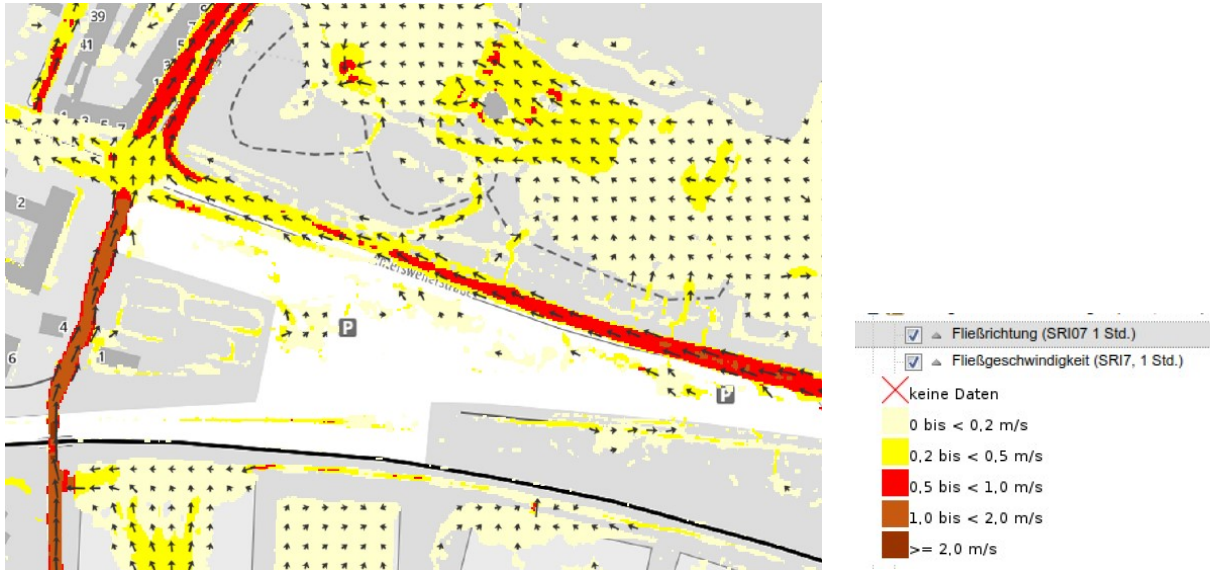 39
41
2
4
1
6
P
P
Fließrichtung (SRI07 1 Std.)
Fließgeschwindigkeit (SRI7, 1 Std.)
keine Daten
0 bis < 0,2 m/s
0,2 bis < 0,5 m/s
0,5 bis < 1,0 m/s
1,0 bis < 2,0 m/s
>= 2,0 m/s